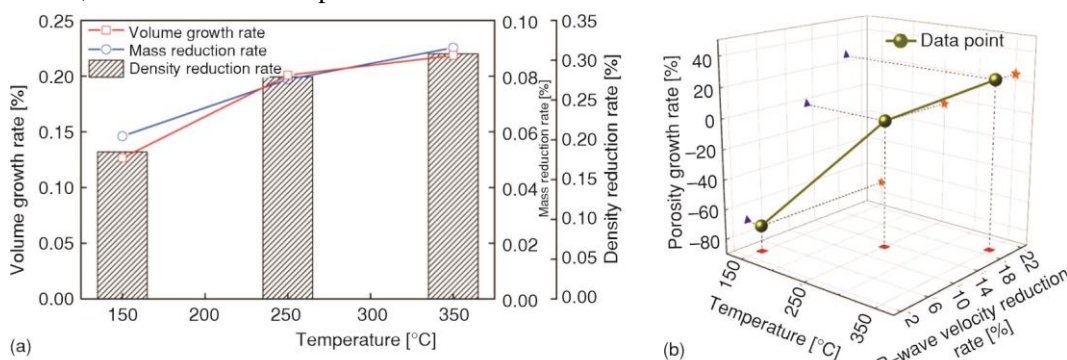 0.25
0.20
0.15
0.10
0.05
0.00
Volume growth rate [%]
Volume growth rate
Mass reduction rate
Density reduction rate
150 200 250 300 350
Temperature [°C]
(a)
0.10
0.08
0.06
0.04
0.02
0.00
Mass reduction rate [%]
0.35
0.30
0.25
0.20
0.15
0.10
0.05
0.00
Density reduction rate [%]
Data point
40
20
0
–20
–40
–60
–80
Porosity growth rate [%]
150
250
350
Temperature [°C]
2
6
10
14
18
22
–wave velocity reduction
rate [%]
(b)